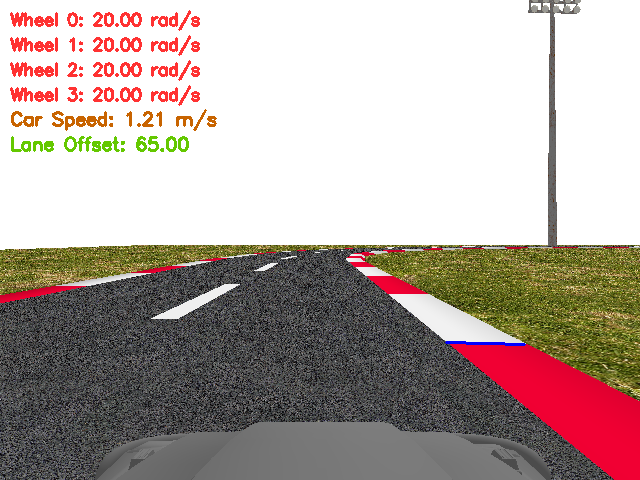 Wheel 0: 20.00 rad/s
Wheel 1: 20.00 rad/s
Wheel 2: 20.00 rad/s
Wheel 3: 20.00 rad/s
Car Speed: 1.21 m/s
Lane Offset: 65.00